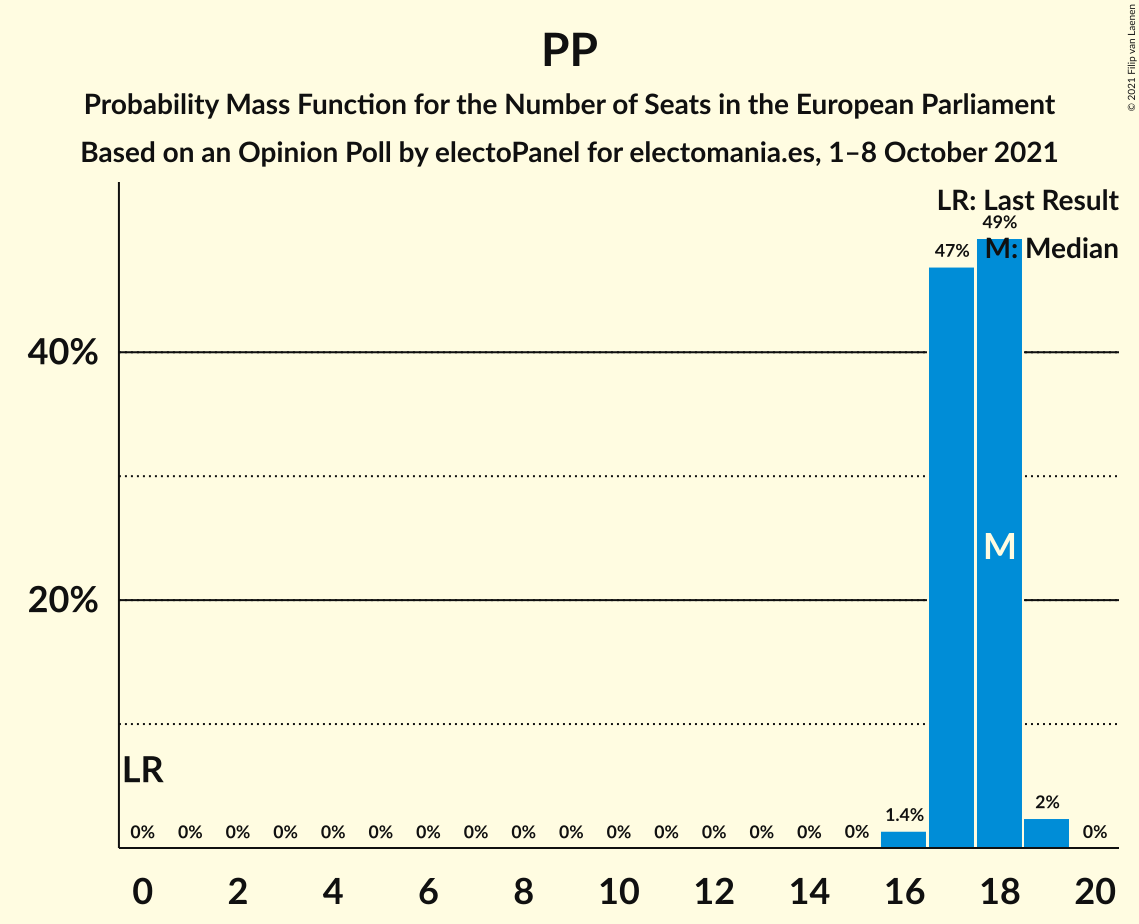 PP
Probability Mass Function for the Number of Seats in the European Parliament
Based on an Opinion Poll by electoPanel for electomania.es, 1–8 October 2021
© 2021 Filip van Laenen
LR: Last Result
M: Median
49%
47%
40%
20%
M
LR
0% 0% 0% 0% 0% 0% 0% 0% 0% 0% 0% 0% 0% 0% 0% 0% 1.4% 2% 0%
0 2 4 6 8 10 12 14 16 18 20